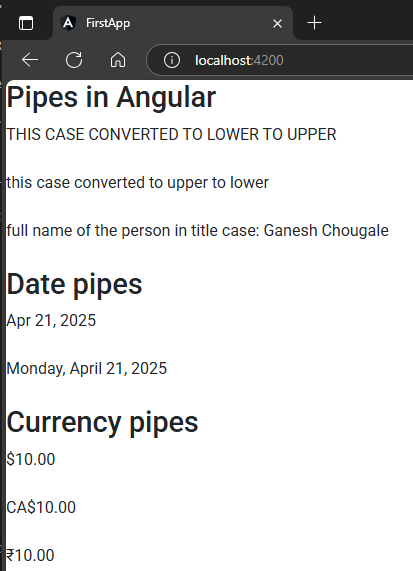 FirstApp
localhost:4200
Pipes in Angular
THIS CASE CONVERTED TO LOWER TO UPPER
this case converted to upper to lower
full name of the person in title case: Ganesh Chougale
Date pipes
Apr 21, 2025
Monday, April 21, 2025
Currency pipes
$10.00
CA$10.00
₹10.00